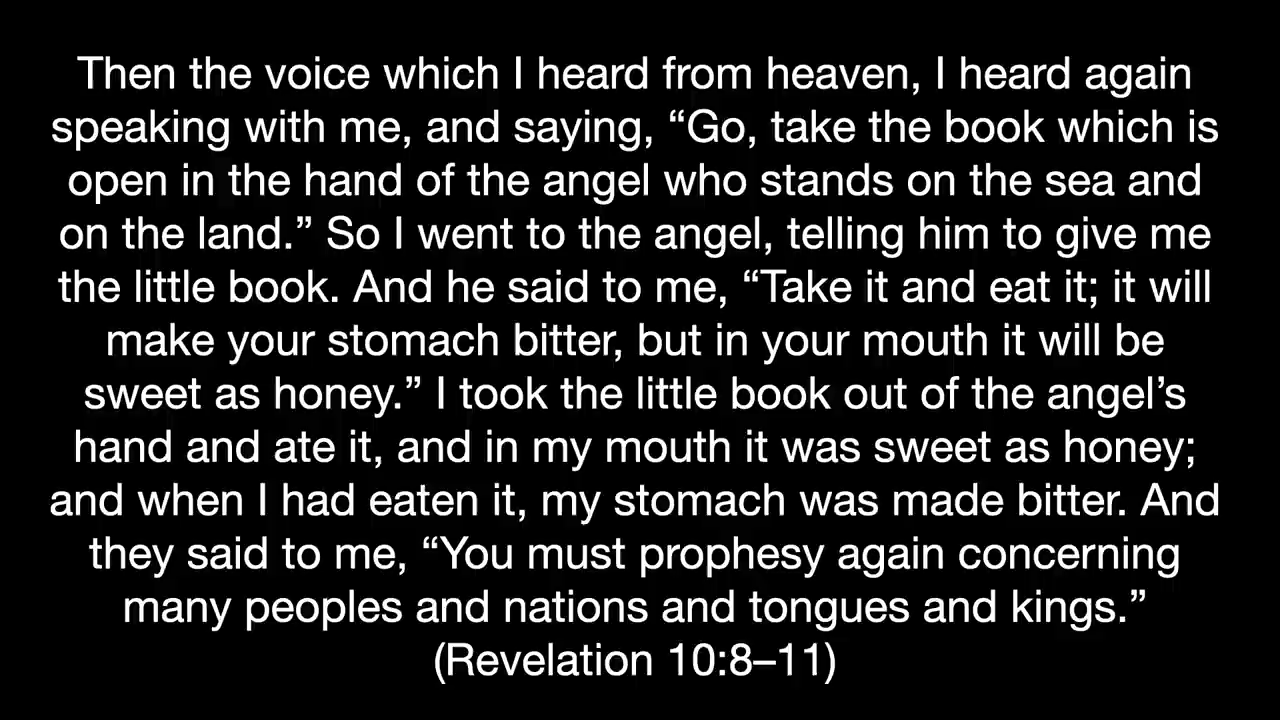 Then the voice which I heard from heaven, I heard again
speaking with me, and saying, “Go, take the book which is
open in the hand of the angel who stands on the sea and
on the land.” So I went to the angel, telling him to give me
the little book. And he said to me, “Take it and eat it; it will
make your stomach bitter, but in your mouth it will be
sweet as honey.” I took the little book out of the angel’s
hand and ate it, and in my mouth it was sweet as honey;
and when I had eaten it, my stomach was made bitter. And
they said to me, “You must prophesy again concerning
many peoples and nations and tongues and kings.”
(Revelation 10:8–11)